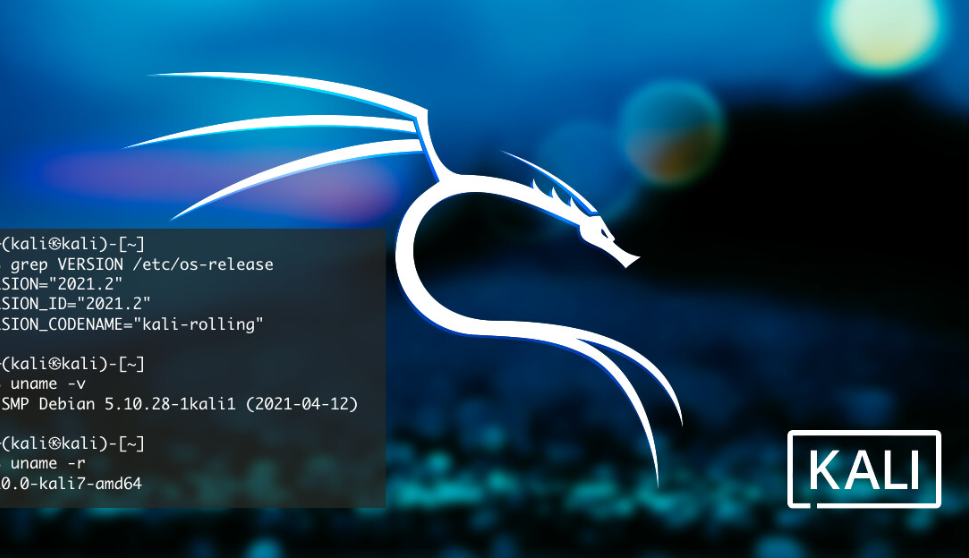 (kali㉿kali)-[~]
grep VERSION /etc/os-release
SION="2021.2"
SION_ID="2021.2"
SION_CODENAME="kali-rolling"
(kali㉿kali)-[~]
uname -v
SMP Debian 5.10.28-1kali1 (2021-04-12)
(kali㉿kali)-[~]
uname -r
0.0-kali7-amd64
KALI